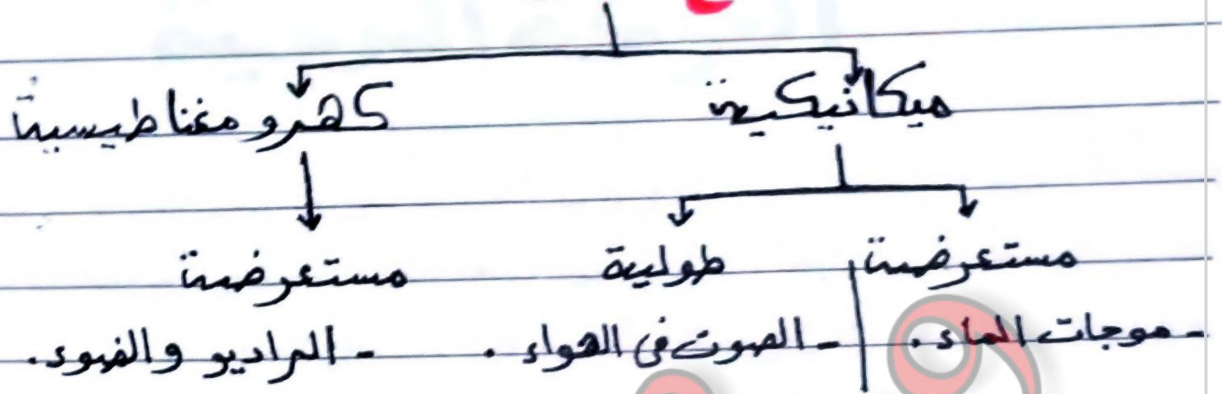 ميكانيكية كهرومغناطيسية
مستعرضة طولية مستعرضة
- موجات الماء. - الصوت في الهواء. - الراديو والضوء.